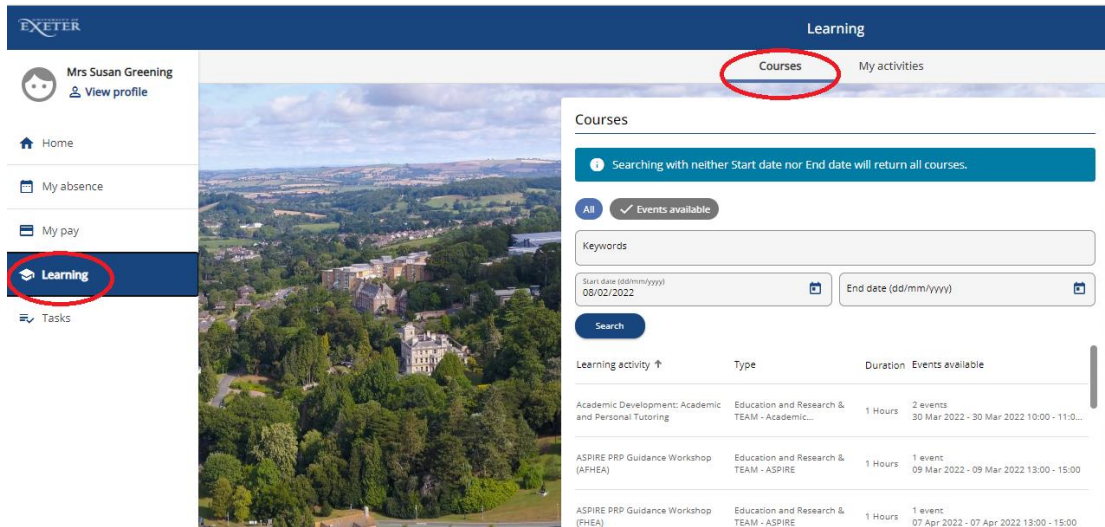 UNIVERSITY OF
EXETER
Learning
Mrs Susan Greening
View profile
Courses
My activities
Home
My absence
My pay
Learning
Tasks
Courses
Searching with neither Start date nor End date will return all courses.
All
Events available
Keywords
Start date (dd/mm/yyyy)
08/02/2022
End date (dd/mm/yyyy)
Search
Learning activity ↑ Type Duration Events available
Academic Development: Academic Education and Research & 2 events
and Personal Tutoring TEAM - Academic... 1 Hours 30 Mar 2022 - 30 Mar 2022 10:00 - 11:0...
ASPIRE PRP Guidance Workshop Education and Research & 1 event
(AFHEA) TEAM - ASPIRE 1 Hours 09 Mar 2022 - 09 Mar 2022 13:00 - 15:00
ASPIRE PRP Guidance Workshop Education and Research & 1 event
(FHEA) TEAM - ASPIRE 1 Hours 07 Apr 2022 - 07 Apr 2022 13:00 - 15:00